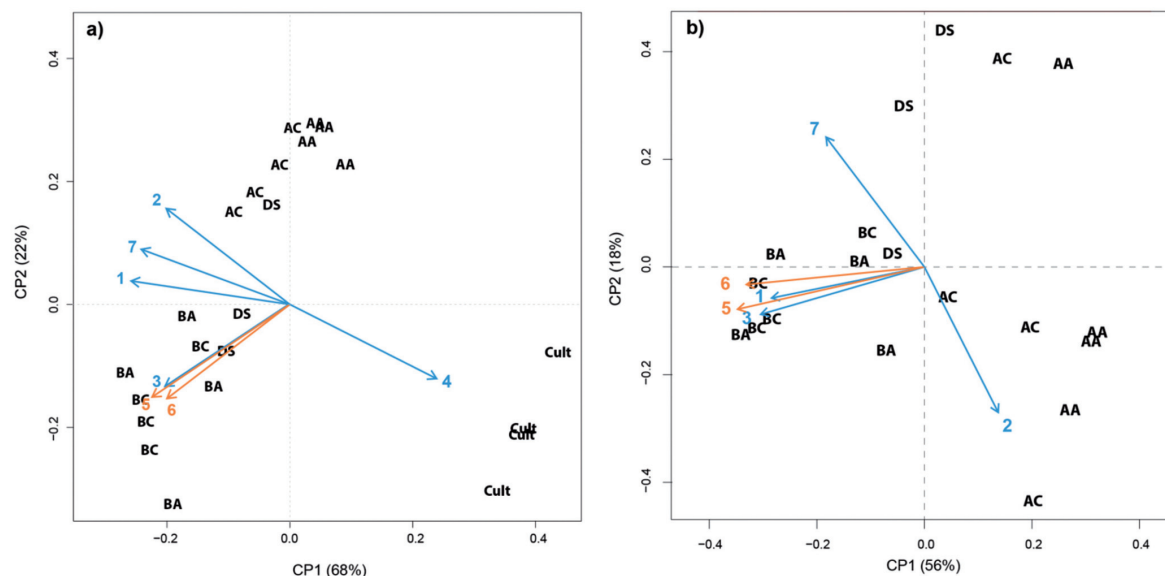 a)
CP2 (22%)
0.4
0.2
0.0
−0.2
AC AA AA
AA
AC AA
AC DS
AC
2
7
1
BA DS
BC DS
BA 3 BA
BC 5 6
BC
BC
BA
4
Cult
Cult
Cult
Cult
−0.2 0.0 0.2 0.4
CP1 (68%)
b)
CP2 (18%)
0.4
0.2
0.0
−0.2
−0.4
DS
AC AA
DS
7
BC
BA BA DS
6 BC
5 1
3 BC
BA BC
BA
AC
AC AA
AA
AA
2
AC
−0.4 −0.2 0.0 0.2 0.4
CP1 (56%)